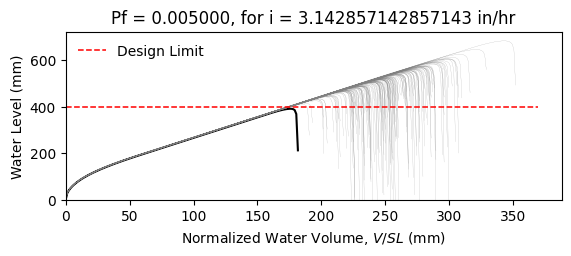 Pf = 0.005000, for i = 3.142857142857143 in/hr
Water Level (mm)
600
400
200
0
Design Limit
0 50 100 150 200 250 300 350
Normalized Water Volume, V/SL (mm)